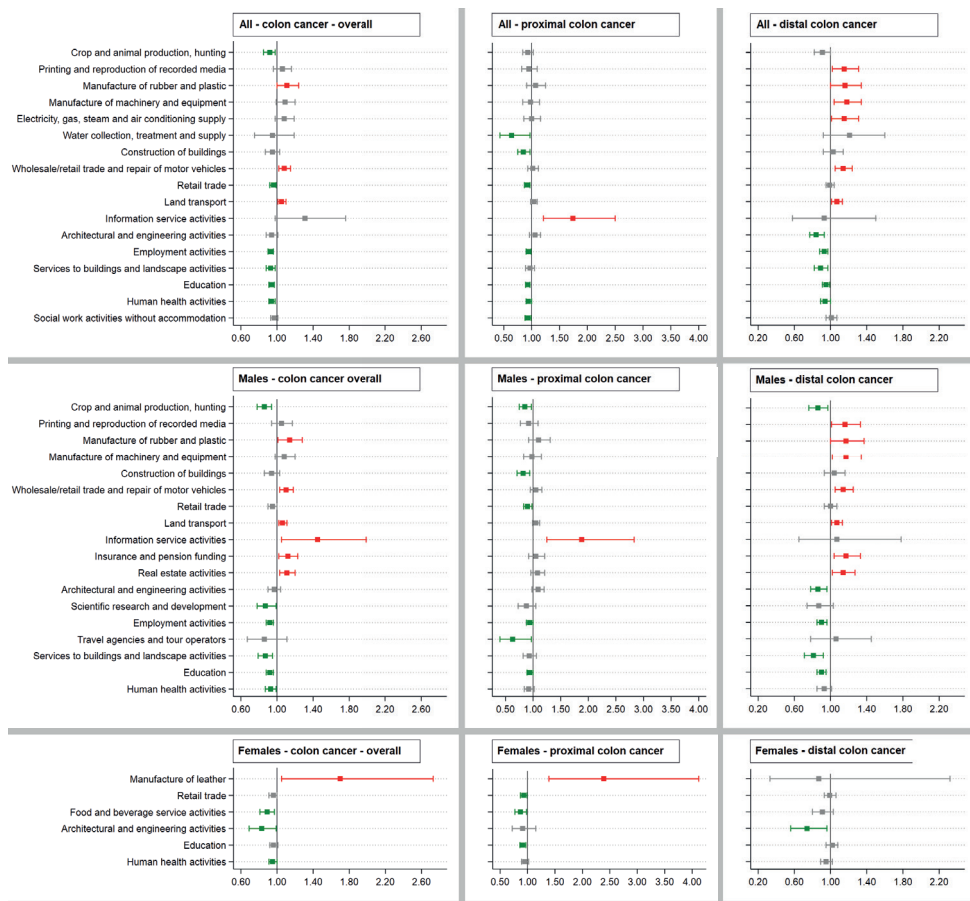 All - colon cancer - overall
All - proximal colon cancer
All - distal colon cancer
Crop and animal production, hunting
Printing and reproduction of recorded media
Manufacture of rubber and plastic
Manufacture of machinery and equipment
Electricity, gas, steam and air conditioning supply
Water collection, treatment and supply
Construction of buildings
Wholesale/retail trade and repair of motor vehicles
Retail trade
Land transport
Information service activities
Architectural and engineering activities
Employment activities
Services to buildings and landscape activities
Education
Human health activities
Social work activities without accommodation
0.60 1.00 1.40 1.80 2.20 2.60
0.50 1.00 1.50 2.00 2.50 3.00 3.50 4.00
0.20 0.60 1.00 1.40 1.80 2.20
Males - colon cancer overall
Males - proximal colon cancer
Males - distal colon cancer
Crop and animal production, hunting
Printing and reproduction of recorded media
Manufacture of rubber and plastic
Manufacture of machinery and equipment
Construction of buildings
Wholesale/retail trade and repair of motor vehicles
Retail trade
Land transport
Information service activities
Insurance and pension funding
Real estate activities
Architectural and engineering activities
Scientific research and development
Employment activities
Travel agencies and tour operators
Services to buildings and landscape activities
Education
Human health activities
0.60 1.00 1.40 1.80 2.20 2.60
0.50 1.00 1.50 2.00 2.50 3.00 3.50 4.00
0.20 0.60 1.00 1.40 1.80 2.20
Females - colon cancer - overall
Females - proximal colon cancer
Females - distal colon cancer
Manufacture of leather
Retail trade
Food and beverage service activities
Architectural and engineering activities
Education
Human health activities
0.60 1.00 1.40 1.80 2.20 2.60
0.50 1.00 1.50 2.00 2.50 3.00 3.50 4.00
0.20 0.60 1.00 1.40 1.80 2.20